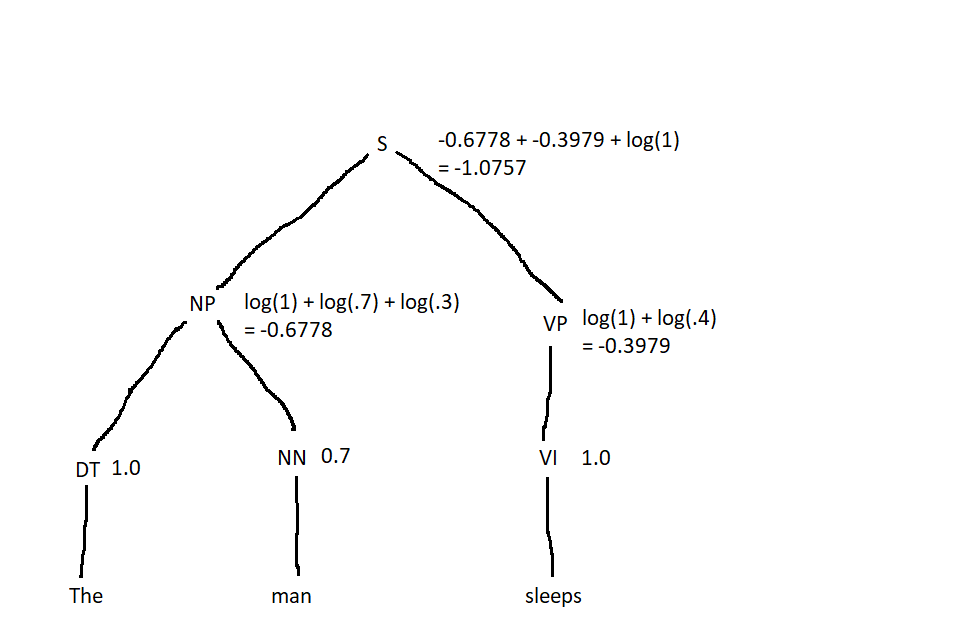 S
-0.6778 + -0.3979 + log(1)
= -1.0757
NP
log(1) + log(.7) + log(.3)
= -0.6778
VP
log(1) + log(.4)
= -0.3979
DT 1.0
NN 0.7
VI 1.0
The
man
sleeps